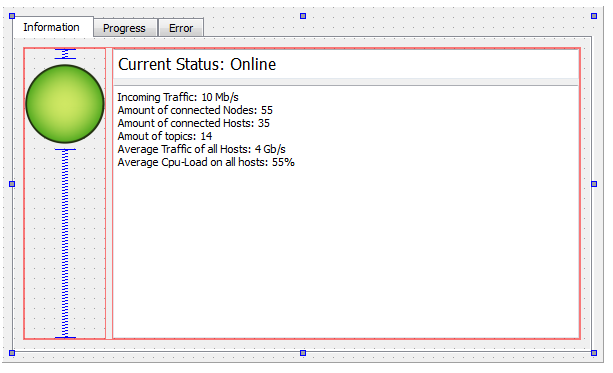 Information
Progress
Error
Current Status: Online
Incoming Traffic: 10 Mb/s
Amount of connected Nodes: 55
Amount of connected Hosts: 35
Amout of topics: 14
Average Traffic of all Hosts: 4 Gb/s
Average Cpu-Load on all hosts: 55%